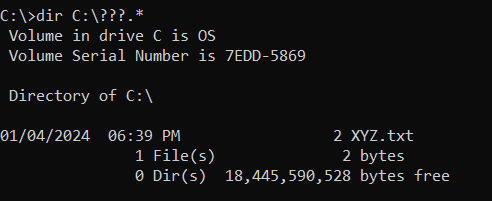 C:\>dir C:\???.*
 Volume in drive C is OS
 Volume Serial Number is 7EDD-5869

 Directory of C:\

01/04/2024  06:39 PM                 2 XYZ.txt
               1 File(s)              2 bytes
               0 Dir(s)  18,445,590,528 bytes free